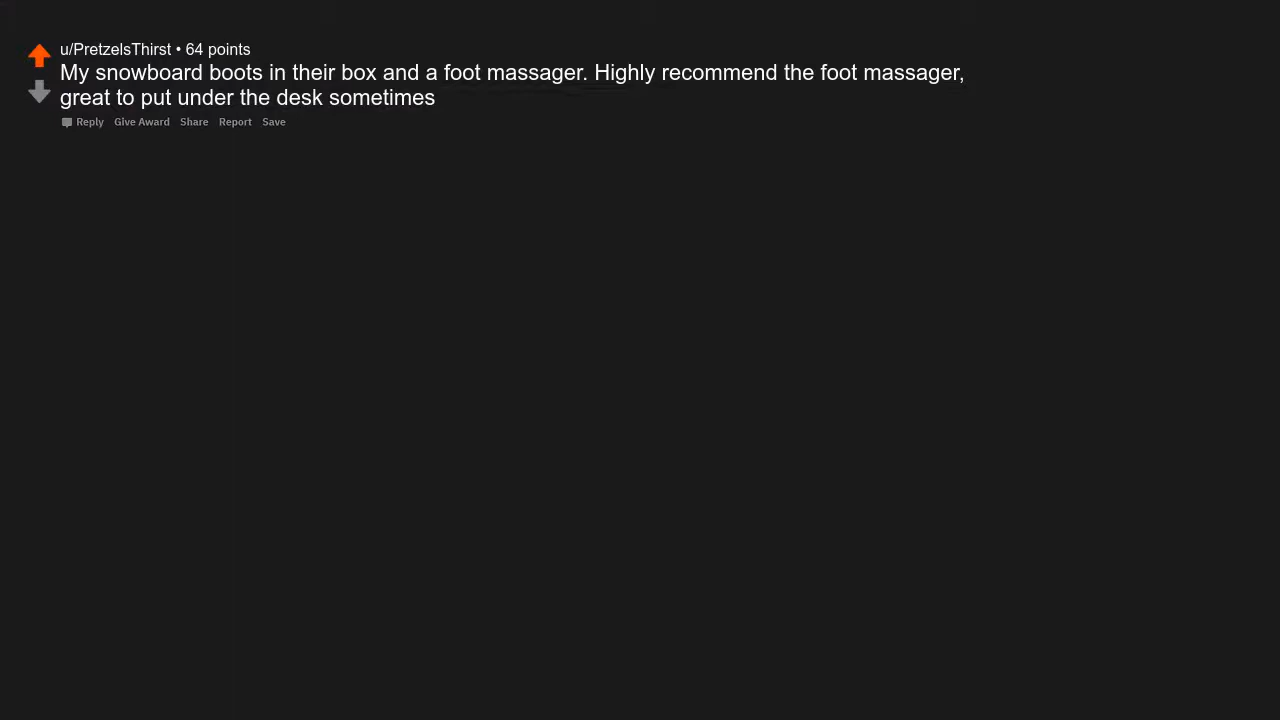 u/PretzelsThirst • 64 points
My snowboard boots in their box and a foot massager. Highly recommend the foot massager,
great to put under the desk sometimes
Reply Give Award Share Report Save